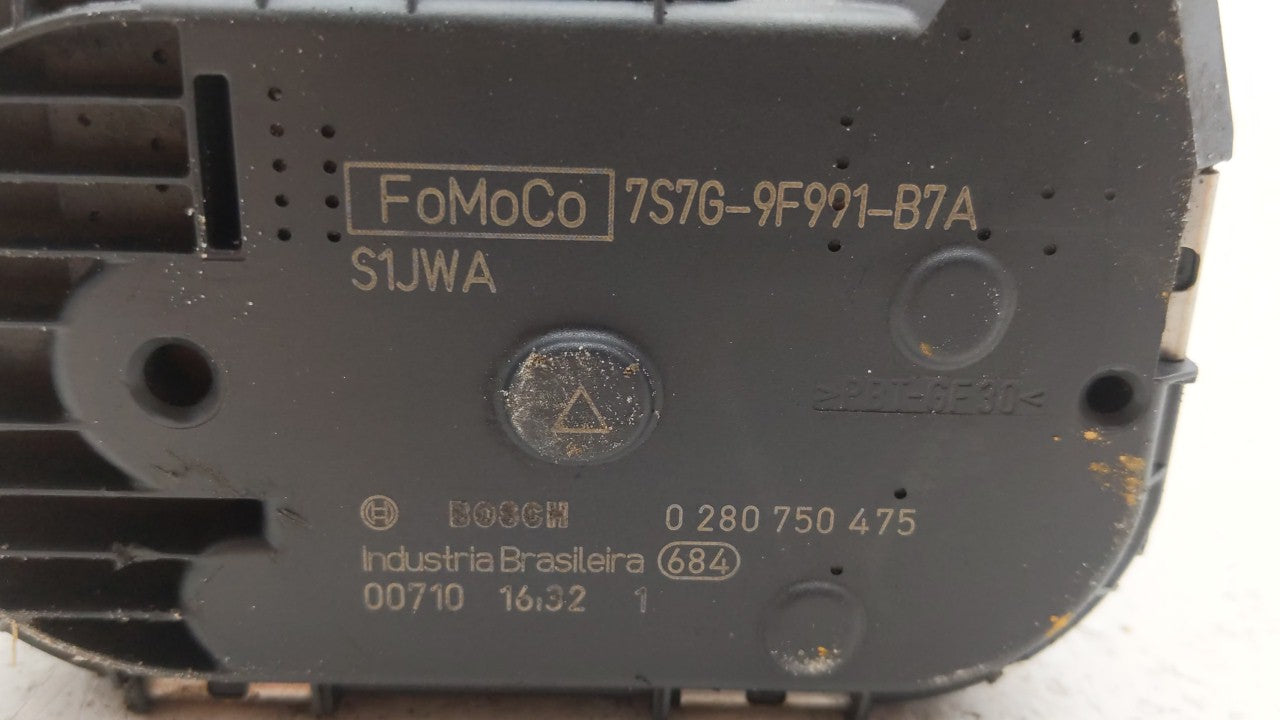 FoMoCo 7S7G-9F991-B7A
S1JWA
>PBT-GF30<
BOSCH 0 280 750 475
Industria Brasileira 684
00710 16:32 1